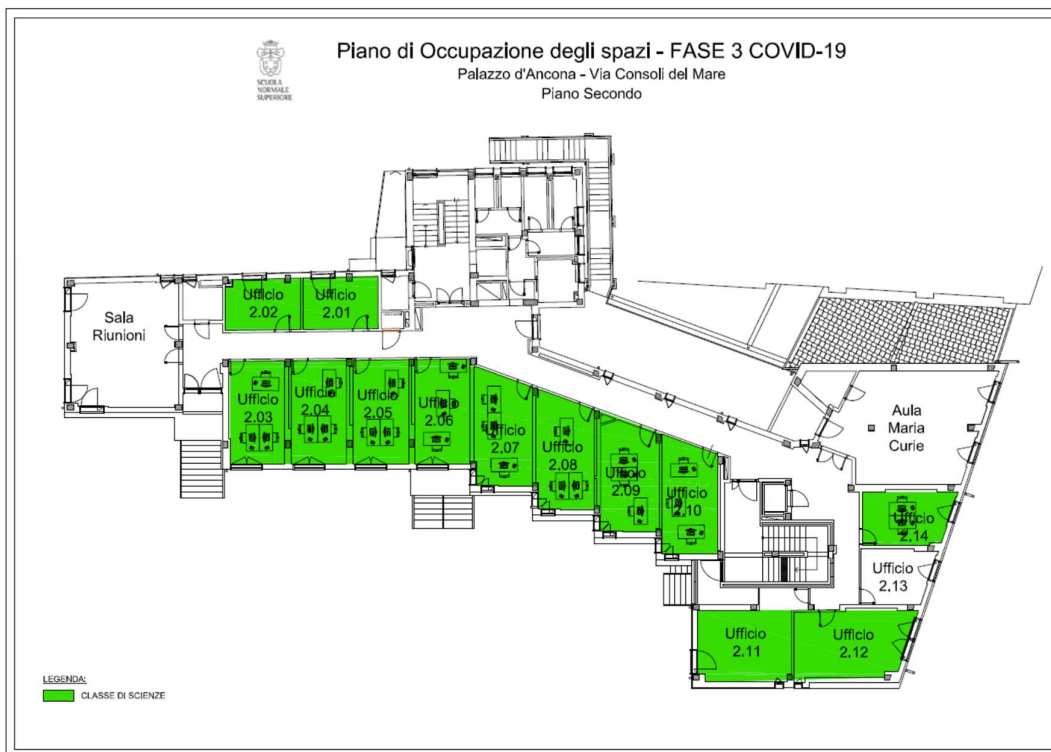 Piano di Occupazione degli spazi - FASE 3 COVID-19
Palazzo d'Ancona - Via Consoli del Mare
Piano Secondo
SCUOLA
NORMALE
SUPERIORE
Ufficio
2.02
Ufficio
2.01
Sala
Riunioni
Ufficio
2.03
Ufficio
2.04
Ufficio
2.05
Ufficio
2.06
Ufficio
2.07
Ufficio
2.08
Ufficio
2.09
Ufficio
2.10
Aula
Maria
Curie
Ufficio
2.14
Ufficio
2.13
Ufficio
2.11
Ufficio
2.12
LEGENDA:
CLASSE DI SCIENZE